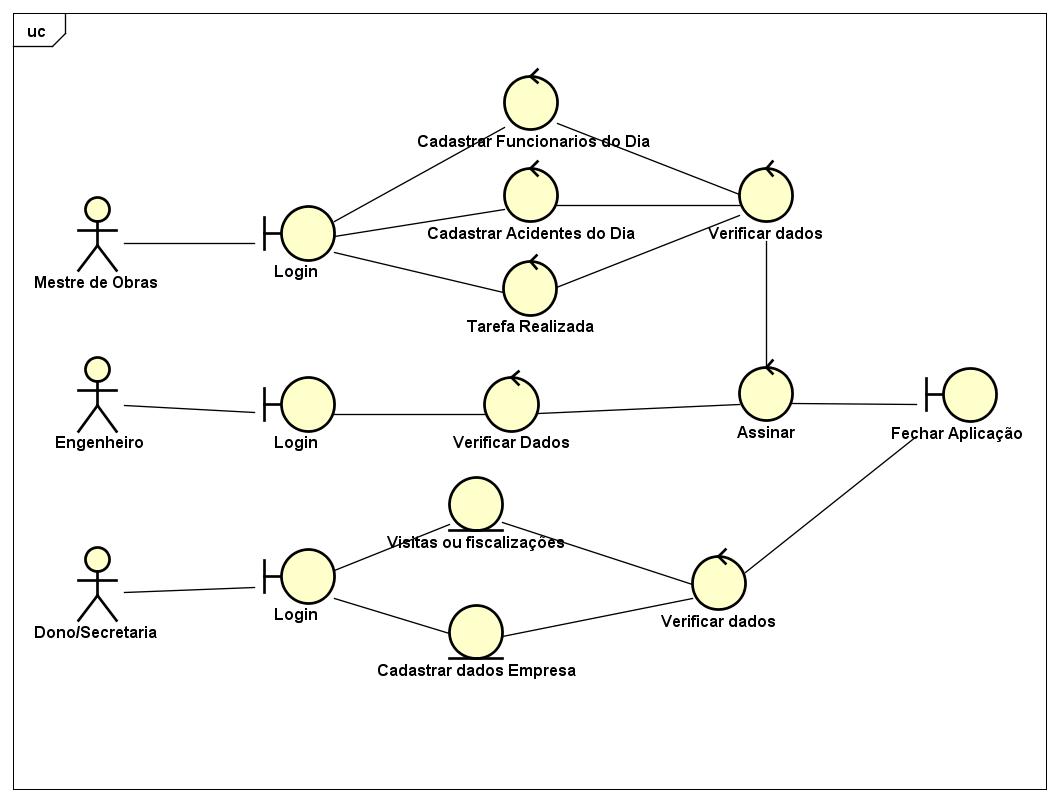 uc
Cadastrar Funcionarios do Dia
Cadastrar Acidentes do Dia
Verificar dados
Mestre de Obras
Login
Tarefa Realizada
Engenheiro
Login
Verificar Dados
Assinar
Fechar Aplicação
Visitas ou fiscalizações
Dono/Secretaria
Login
Verificar dados
Cadastrar dados Empresa